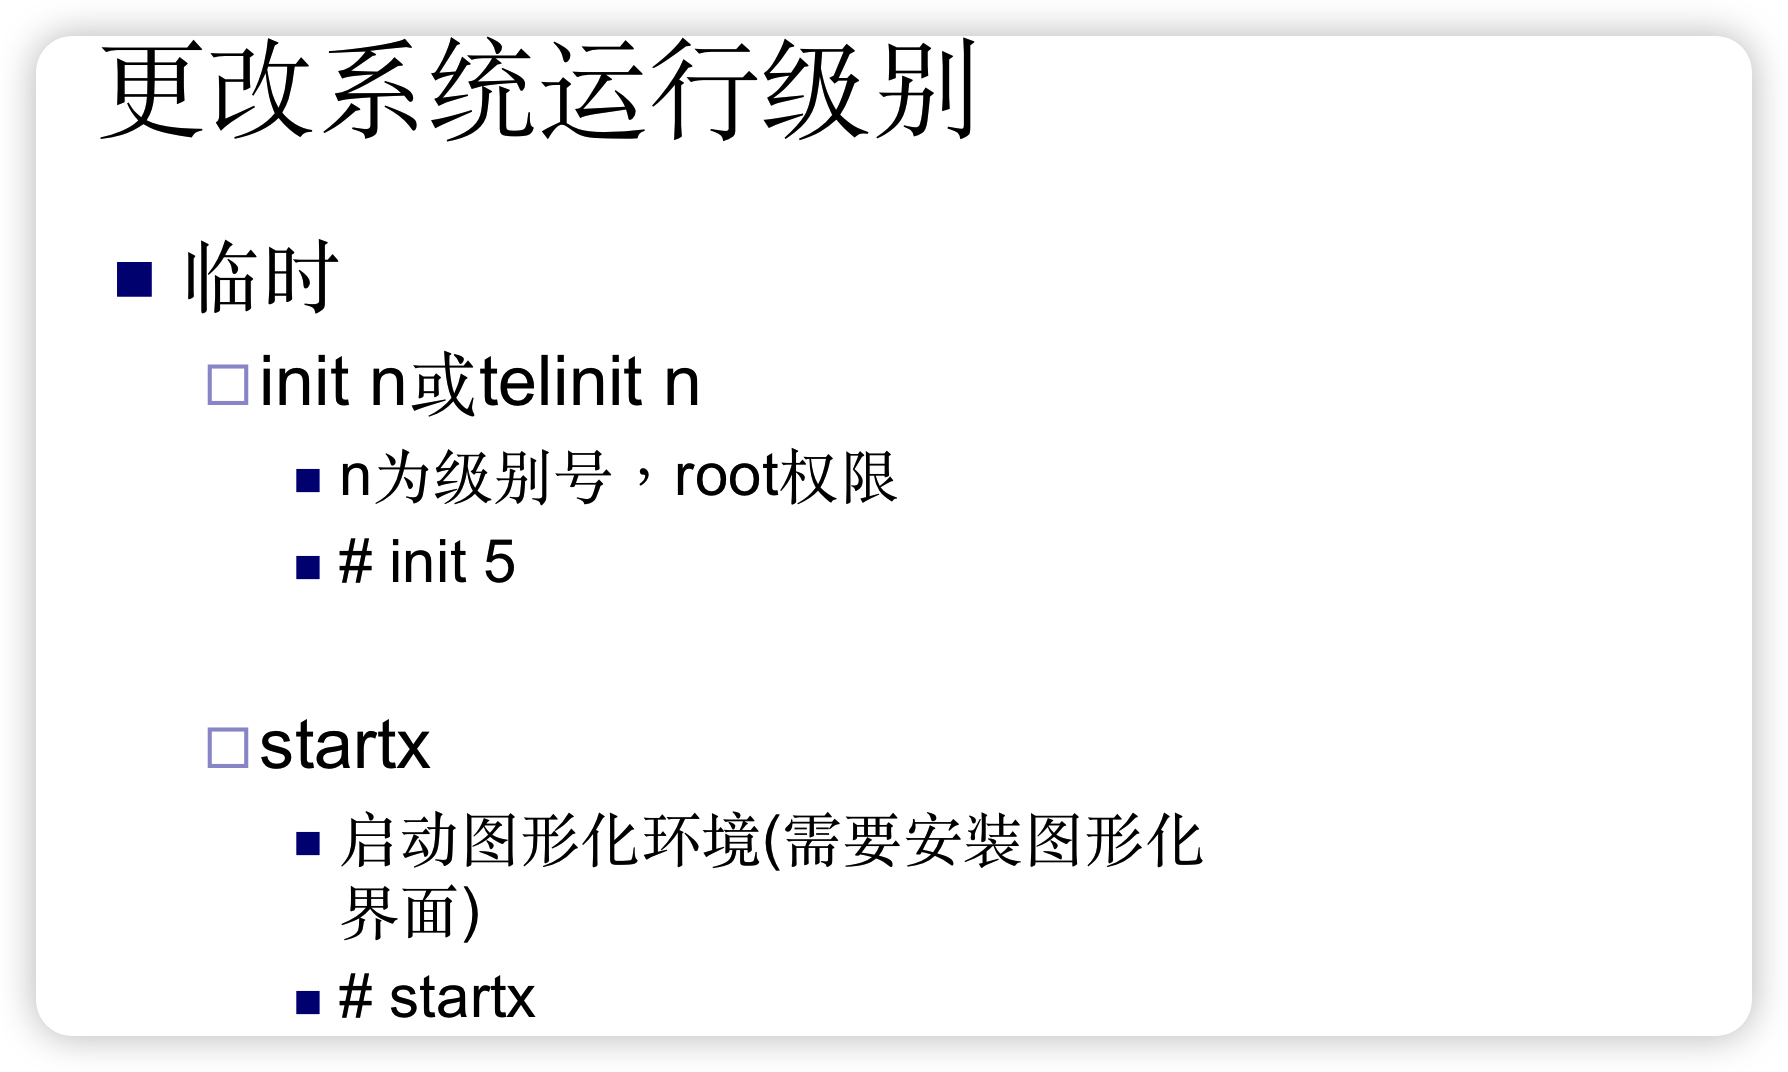 更改系统运行级别
临时
init n或telinit n
n为级别号，root权限
# init 5
startx
启动图形化环境(需要安装图形化
界面)
# startx